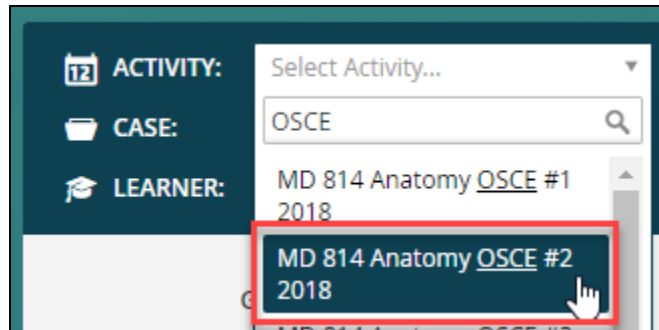 ACTIVITY: Select Activity...
CASE: OSCE
LEARNER: MD 814 Anatomy OSCE #1
2018
MD 814 Anatomy OSCE #2
2018